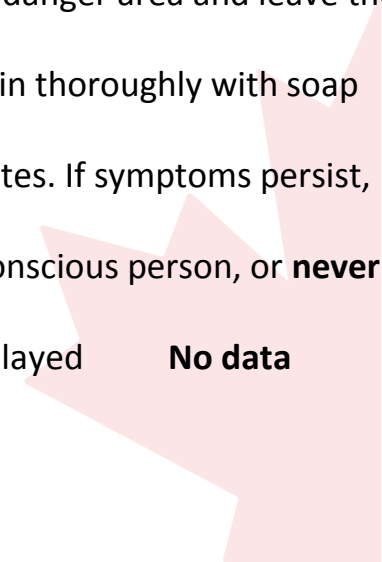 danger area and leave th
in thoroughly with soap
tes. If symptoms persist,
onscious person, or never
layed No data